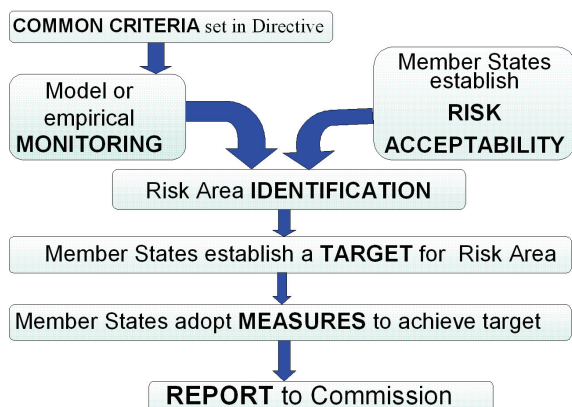 COMMON CRITERIA set in Directive
Model or
empirical
MONITORING
Member States
establish
RISK
ACCEPTABILITY
Risk Area IDENTIFICATION
Member States establish a TARGET for Risk Area
Member States adopt MEASURES to achieve target
REPORT to Commission